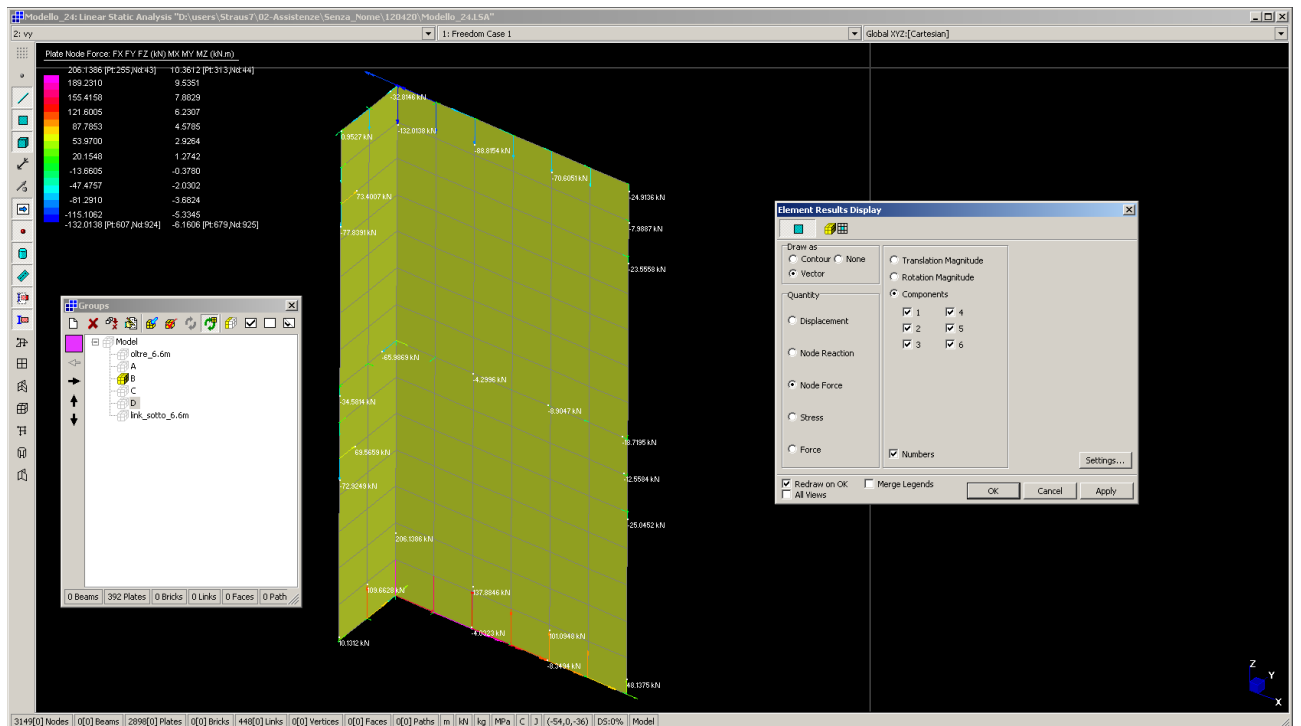 Modello_24: Linear Static Analysis "D:\users\Straus7\02-Assistenze\Senza_Nome\120420\Modello_24.LSA"
2: vy
1: Freedom Case 1
Global XYZ:[Cartesian]
Plate Node Force: FX FY FZ (kN) MX MY MZ (kN.m)
206.1386 [Pt:255,Nd:43] 10.3612 [Pt:313,Nd:44]
189.2310 9.5351
155.4158 7.8829
121.6005 6.2307
87.7853 4.5785
53.9700 2.9264
20.1548 1.2742
-13.6605 -0.3780
-47.4757 -2.0302
-81.2910 -3.6824
-115.1062 -5.3345
-132.0138 [Pt:607,Nd:924] -6.1606 [Pt:679,Nd:925]
-32.8146 kN
0.9527 kN
-132.0138 kN
-88.8154 kN
-70.6051 kN
73.4007 kN
-24.9136 kN
-77.8391 kN
-7.9887 kN
-23.5558 kN
-65.9869 kN
-4.2996 kN
-34.5814 kN
-8.9047 kN
-18.7195 kN
69.5659 kN
-72.9249 kN
-12.5584 kN
-25.0452 kN
206.1386 kN
109.6628 kN
137.8846 kN
-4.0323 kN
101.0948 kN
10.1312 kN
-8.3494 kN
48.1375 kN
Groups
Model
oltre_6.6m
A
B
C
D
link_sotto_6.6m
0 Beams 392 Plates 0 Bricks 0 Links 0 Faces 0 Path
Element Results Display
Draw as
Contour None
Vector
Quantity
Displacement
Node Reaction
Node Force
Stress
Force
Translation Magnitude
Rotation Magnitude
Components
1 4
2 5
3 6
Numbers
Settings...
Redraw on OK Merge Legends
All Views
OK Cancel Apply
Z
Y
X
3149[0] Nodes 0[0] Beams 2898[0] Plates 0[0] Bricks 448[0] Links 0[0] Vertices 0[0] Faces 0[0] Paths m kN kg MPa C J (-54,0,-36) DS:0% Model